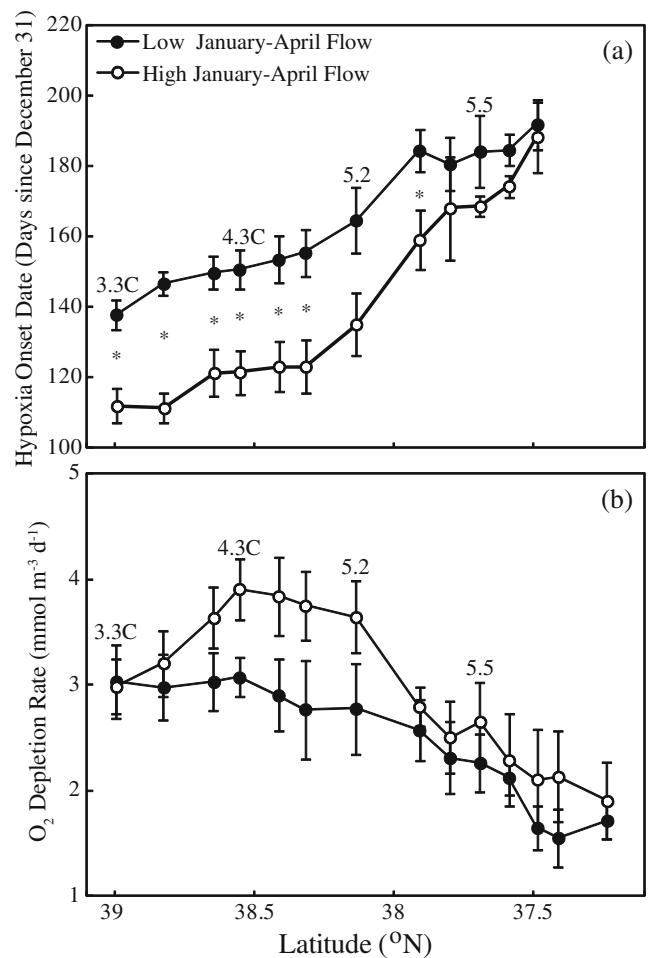 220
Low January-April Flow
(a)
High January-April Flow
200
5.5
180
5.2
*
160
4.3C
3.3C
140
* * * * * *
120
100
Hypoxia Onset Date (Days since December 31)
5
(b)
4.3C
5.2
4
3.3C
5.5
3
2
1
O₂ Depletion Rate (mmol m⁻³ d⁻¹)
39 38.5 38 37.5
Latitude (°N)